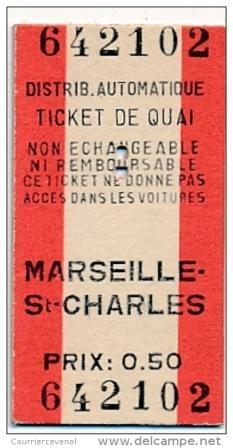 642102
DISTRIB. AUTOMATIQUE
TICKET DE QUAI
NON ECHANGEABLE
NI REMBOURSABLE
CE TICKET NE DONNE PAS
ACCES DANS LES VOITURES
MARSEILLE-
St-CHARLES
PRIX: 0.50
642102
Courriercevenol - http://www.delcampe.net